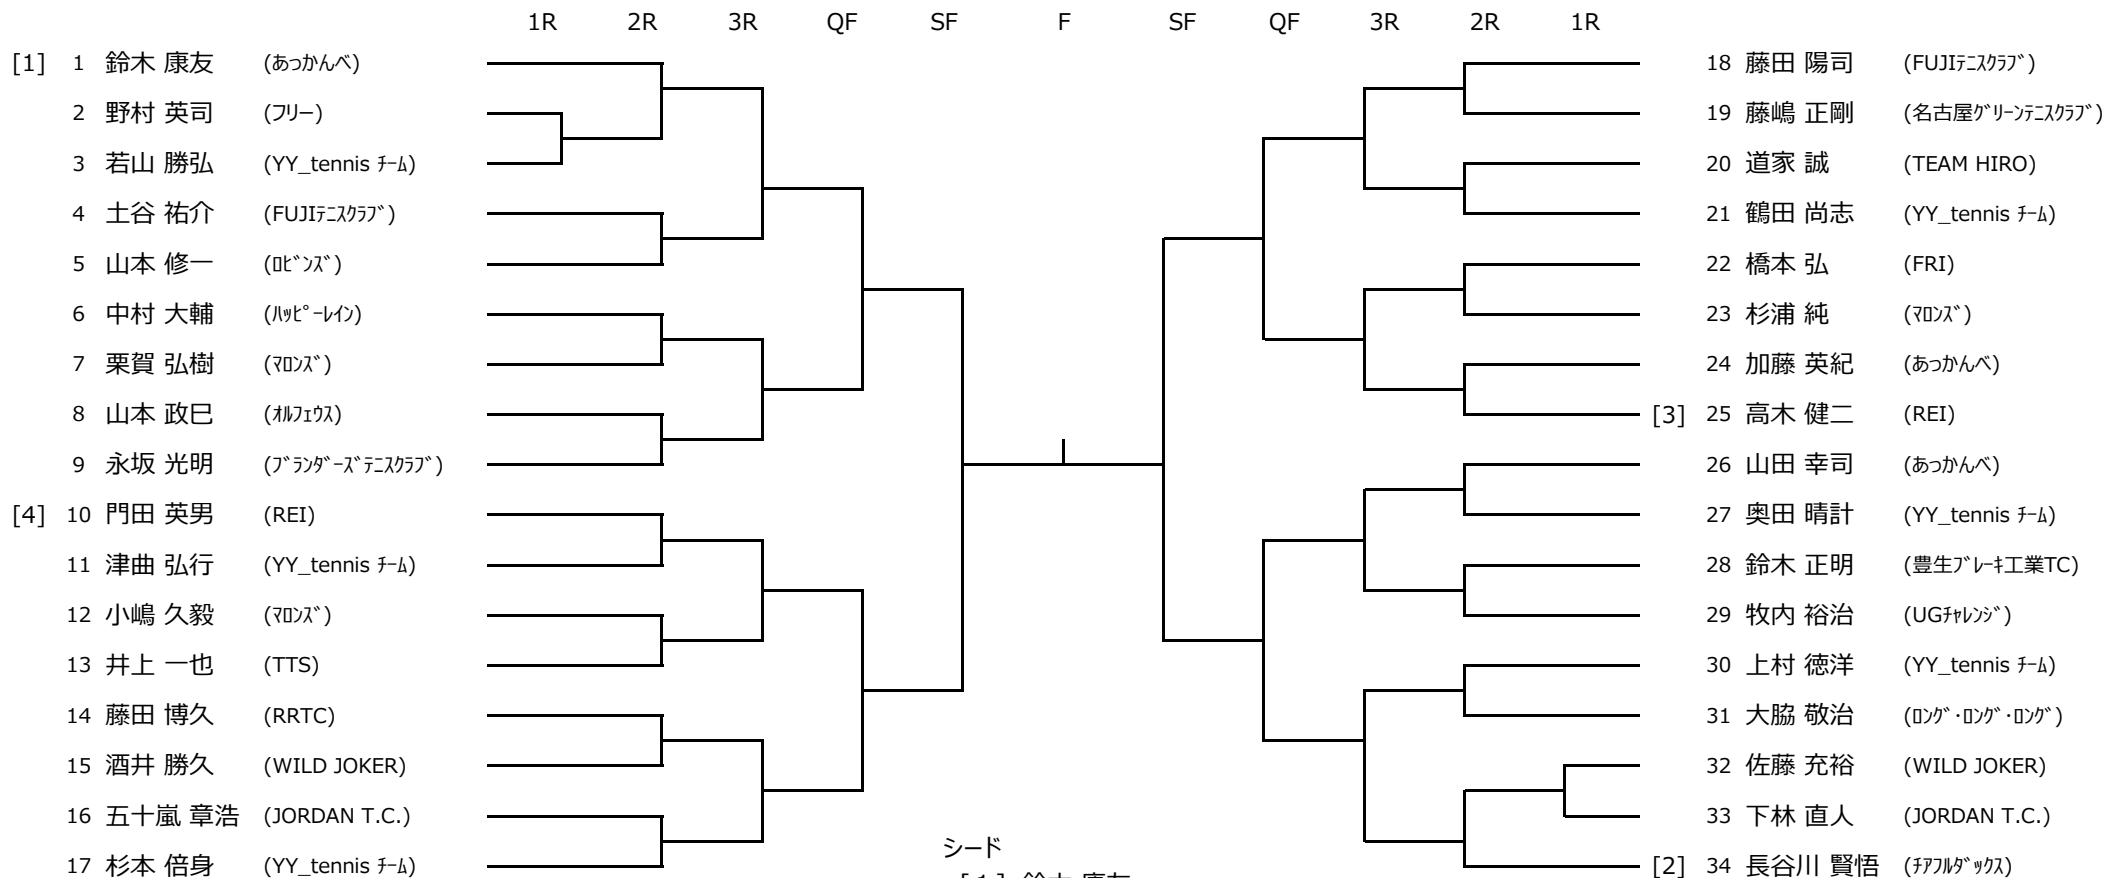 1R 2R 3R QF SF F SF QF 3R 2R 1R
[1] 1 鈴木 康友 (あっかんべ)
2 野村 英司 (フリー)
3 若山 勝弘 (YY_tennis ﾁｰﾑ)
4 土谷 祐介 (FUJIﾃﾆｽｸﾗﾌﾞ)
5 山本 修一 (ﾛﾋﾞﾝｽﾞ)
6 中村 大輔 (ﾊｯﾋﾟｰﾚｲﾝ)
7 栗賀 弘樹 (ﾏﾛﾝｽﾞ)
8 山本 政巳 (ｵﾙﾌｪｳｽ)
9 永坂 光明 (ﾌﾞﾗﾝﾀﾞｰｽﾞﾃﾆｽｸﾗﾌﾞ)
[4] 10 門田 英男 (REI)
11 津曲 弘行 (YY_tennis ﾁｰﾑ)
12 小嶋 久毅 (ﾏﾛﾝｽﾞ)
13 井上 一也 (TTS)
14 藤田 博久 (RRTC)
15 酒井 勝久 (WILD JOKER)
16 五十嵐 章浩 (JORDAN T.C.)
17 杉本 倍身 (YY_tennis ﾁｰﾑ)
18 藤田 陽司 (FUJIﾃﾆｽｸﾗﾌﾞ)
19 藤嶋 正剛 (名古屋ｸﾞﾘｰﾝﾃﾆｽｸﾗﾌﾞ)
20 道家 誠 (TEAM HIRO)
21 鶴田 尚志 (YY_tennis ﾁｰﾑ)
22 橋本 弘 (FRI)
23 杉浦 純 (ﾏﾛﾝｽﾞ)
24 加藤 英紀 (あっかんべ)
[3] 25 高木 健二 (REI)
26 山田 幸司 (あっかんべ)
27 奥田 晴計 (YY_tennis ﾁｰﾑ)
28 鈴木 正明 (豊生ﾌﾞﾚｰｷ工業TC)
29 牧内 裕治 (UGﾁｬﾚﾝｼﾞ)
30 上村 徳洋 (YY_tennis ﾁｰﾑ)
31 大脇 敬治 (ﾛﾝｸﾞ･ﾛﾝｸﾞ･ﾛﾝｸﾞ)
32 佐藤 充裕 (WILD JOKER)
33 下林 直人 (JORDAN T.C.)
[2] 34 長谷川 賢悟 (ﾁｱﾌﾙﾀﾞｯｸｽ)
シード
[1] 鈴木 康友